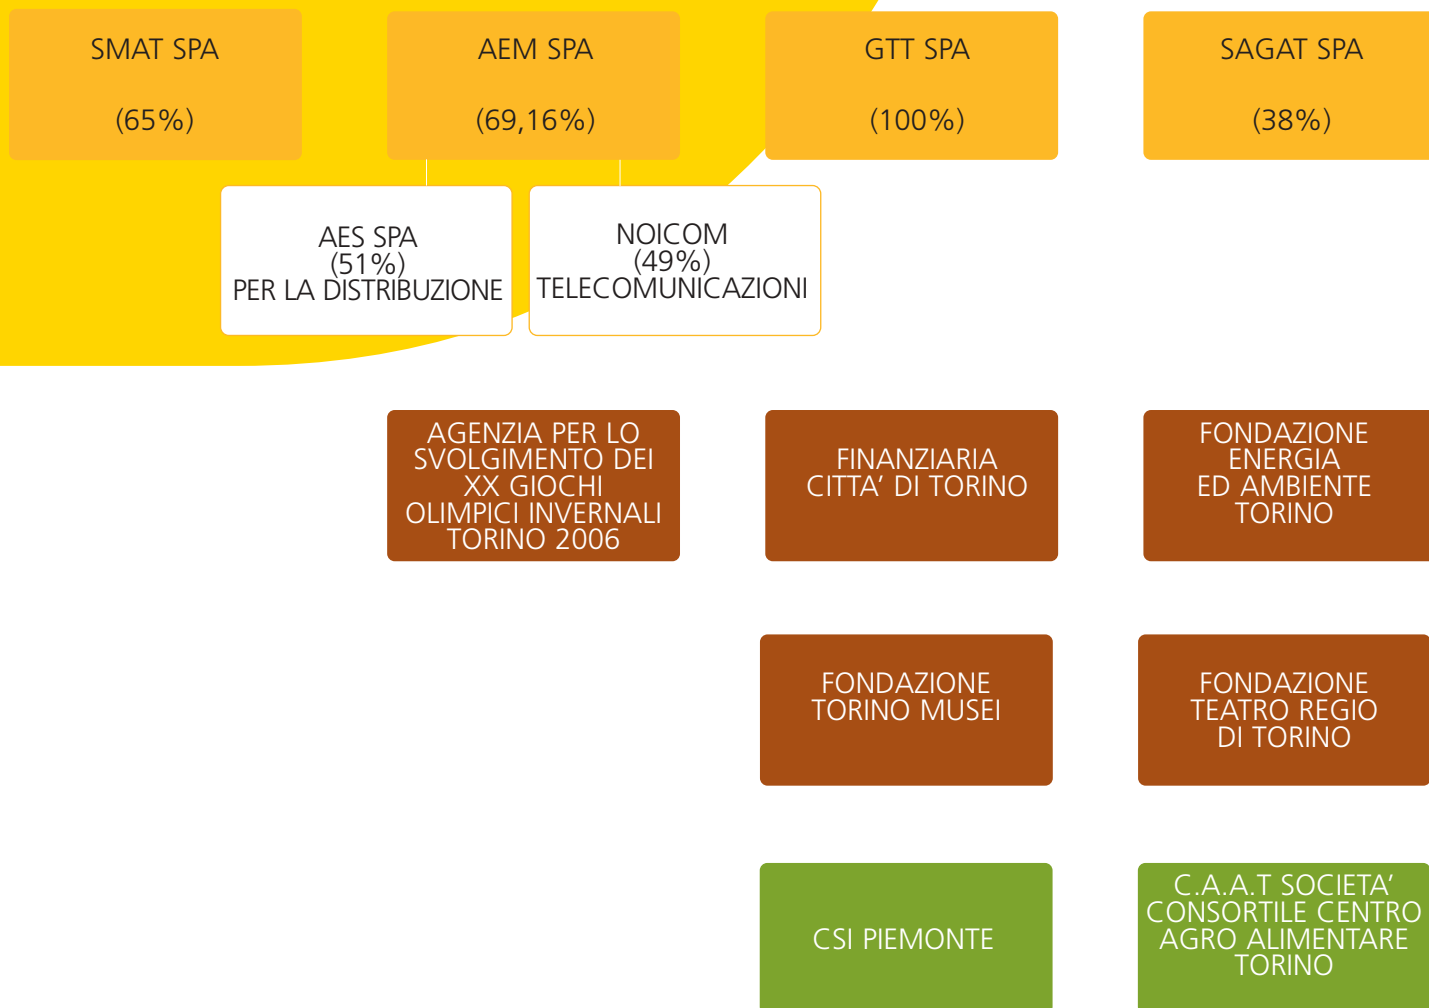 SMAT SPA
(65%)
AEM SPA
(69,16%)
GTT SPA
(100%)
SAGAT SPA
(38%)
AES SPA
(51%)
PER LA DISTRIBUZIONE
NOICOM
(49%)
TELECOMUNICAZIONI
AGENZIA PER LO
SVOLGIMENTO DEI
XX GIOCHI
OLIMPICI INVERNALI
TORINO 2006
FINANZIARIA
CITTA’ DI TORINO
FONDAZIONE
ENERGIA
ED AMBIENTE
TORINO
FONDAZIONE
TORINO MUSEI
FONDAZIONE
TEATRO REGIO
DI TORINO
CSI PIEMONTE
C.A.A.T SOCIETA’
CONSORTILE CENTRO
AGRO ALIMENTARE
TORINO